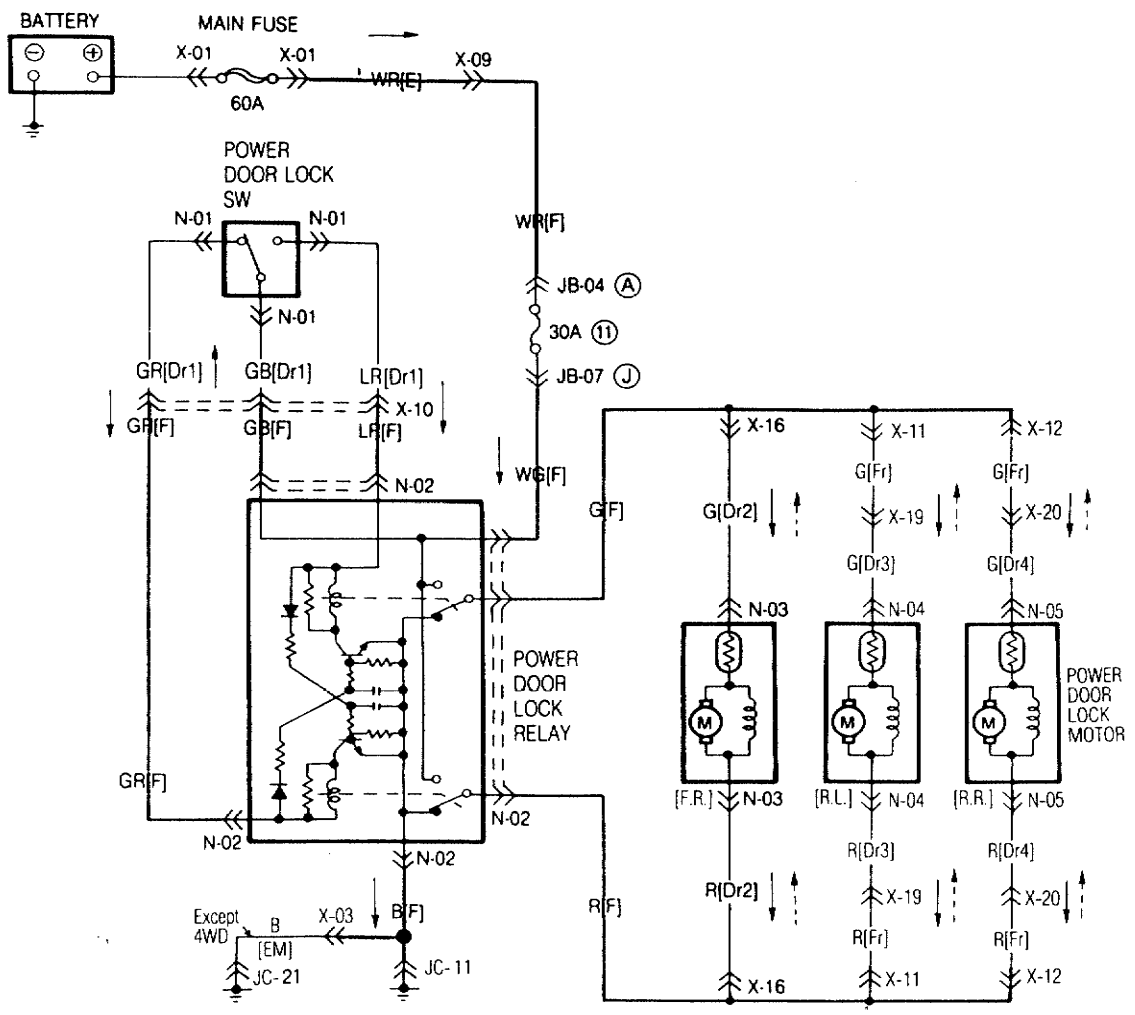 BATTERY
MAIN FUSE
X-01
X-01
X-09
WR[E]
60A
POWER
DOOR LOCK
SW
N-01
N-01
WR[F]
JB-04 A
N-01
30A 11
GR[Dr1]
GB[Dr1]
LR[Dr1]
JB-07 J
X-10
GR[F]
GB[F]
LR[F]
X-16
X-11
X-12
WG[F]
G[Fr]
G[Fr]
N-02
G[F]
G[Dr2]
X-19
X-20
G[Dr3]
G[Dr4]
N-03
N-04
N-05
POWER
DOOR
LOCK
RELAY
POWER
DOOR
LOCK
MOTOR
M
M
M
GR[F]
[F.R.]
N-03
[R.L.]
N-04
[R.R.]
N-05
N-02
N-02
N-02
R[Dr3]
R[Dr4]
R[Dr2]
X-19
X-20
Except
4WD
B
[EM]
X-03
B[F]
R[F]
R[Fr]
R[Fr]
JC-21
JC-11
X-16
X-11
X-12